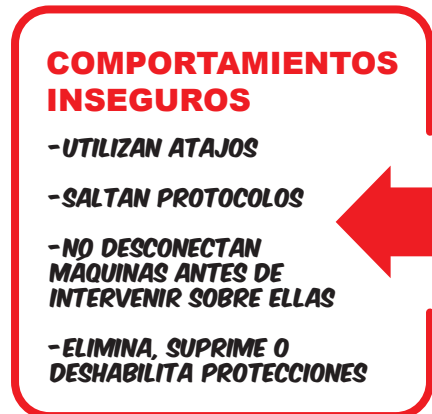 COMPORTAMIENTOS
INSEGUROS
-UTILIZAN ATAJOS
-SALTAN PROTOCOLOS
-NO DESCONECTAN
MÁQUINAS ANTES DE
INTERVENIR SOBRE ELLAS
-ELIMINA, SUPRIME O
DESHABILITA PROTECCIONES